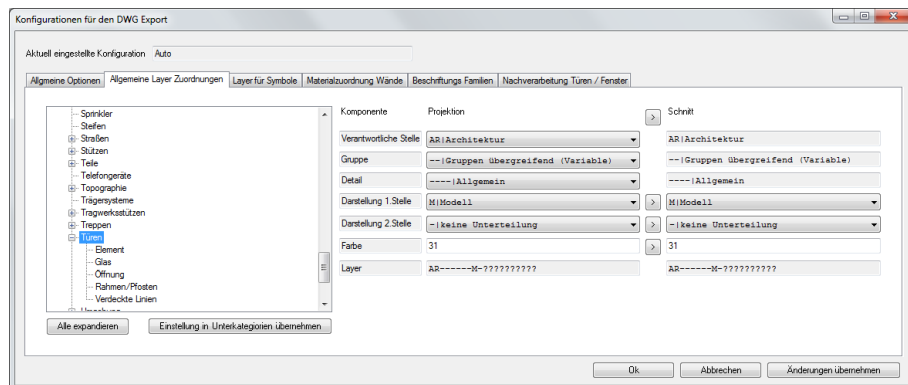 Konfigurationen für den DWG Export
Aktuell eingestellte Konfiguration Auto
Allgmeine Optionen Allgemeine Layer Zuordnungen Layer für Symbole Materialzuordnung Wände Beschriftungs Familien Nachverarbeitung Türen / Fenster
Sprinkler
Steifen
Straßen
Stützen
Teile
Telefongeräte
Topographie
Trägersysteme
Tragwerksstützen
Treppen
Türen
Element
Glas
Öffnung
Rahmen/Pfosten
Verdeckte Linien
Komponente Projektion > Schnitt
Verantwortliche Stelle AR|Architektur AR|Architektur
Gruppe --|Gruppen übergreifend (Variable) --|Gruppen übergreifend (Variable)
Detail ----|Allgemein ----|Allgemein
Darstellung 1.Stelle M|Modell > M|Modell
Darstellung 2.Stelle -|keine Unterteilung > -|keine Unterteilung
Farbe 31 > 31
Layer AR------M-?????????? AR------M-??????????
Alle expandieren Einstellung in Unterkategiorien übernehmen
Ok Abbrechen Änderungen übernehmen